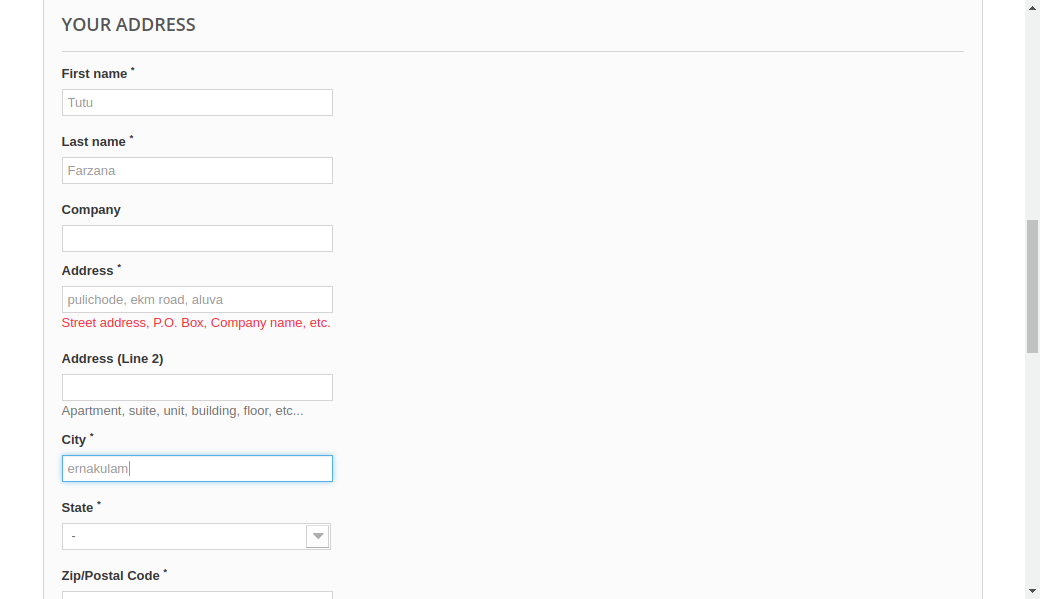 YOUR ADDRESS
First name *
Tutu
Last name *
Farzana
Company
Address *
pulichode, ekm road, aluva
Street address, P.O. Box, Company name, etc.
Address (Line 2)
Apartment, suite, unit, building, floor, etc...
City *
ernakulam
State *
-
Zip/Postal Code *